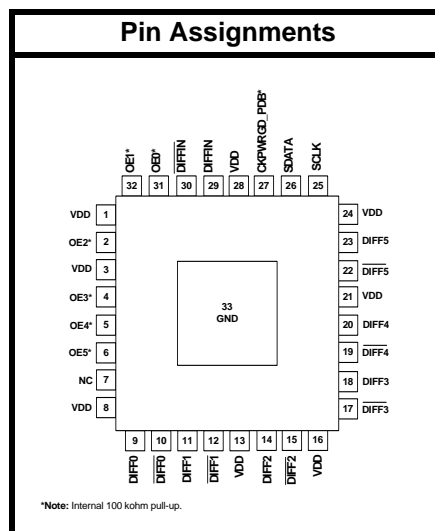 Pin Assignments
OE1*
OE0*
DIFFIN
DIFFIN
VDD
CKPWRGD_PDB*
SDATA
SCLK
32 31 30 29 28 27 26 25
VDD 1
OE2* 2
VDD 3
OE3* 4
OE4* 5
OE5* 6
NC 7
VDD 8
33
GND
24 VDD
23 DIFF5
22 DIFF5
21 VDD
20 DIFF4
19 DIFF4
18 DIFF3
17 DIFF3
9 10 11 12 13 14 15 16
DIFF0
DIFF0
DIFF1
DIFF1
VDD
DIFF2
DIFF2
VDD
*Note: Internal 100 kohm pull-up.